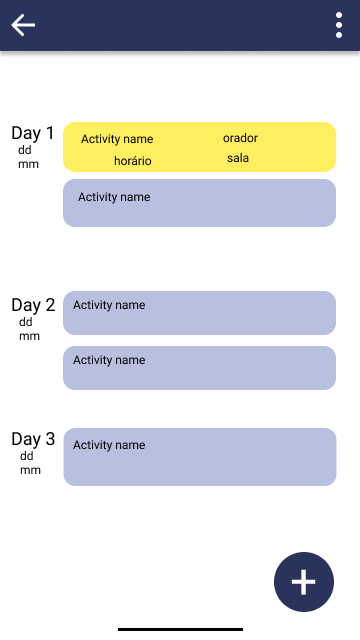 Day 1
dd
mm
Activity name
orador
horário
sala
Activity name
Day 2
dd
mm
Activity name
Activity name
Day 3
dd
mm
Activity name